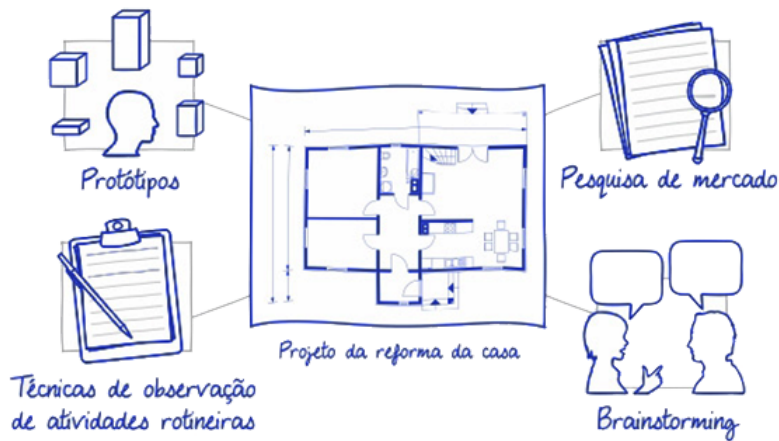 Protótipos
Pesquisa de mercado
Projeto da reforma da casa
Técnicas de observação
de atividades rotineiras
Brainstorming